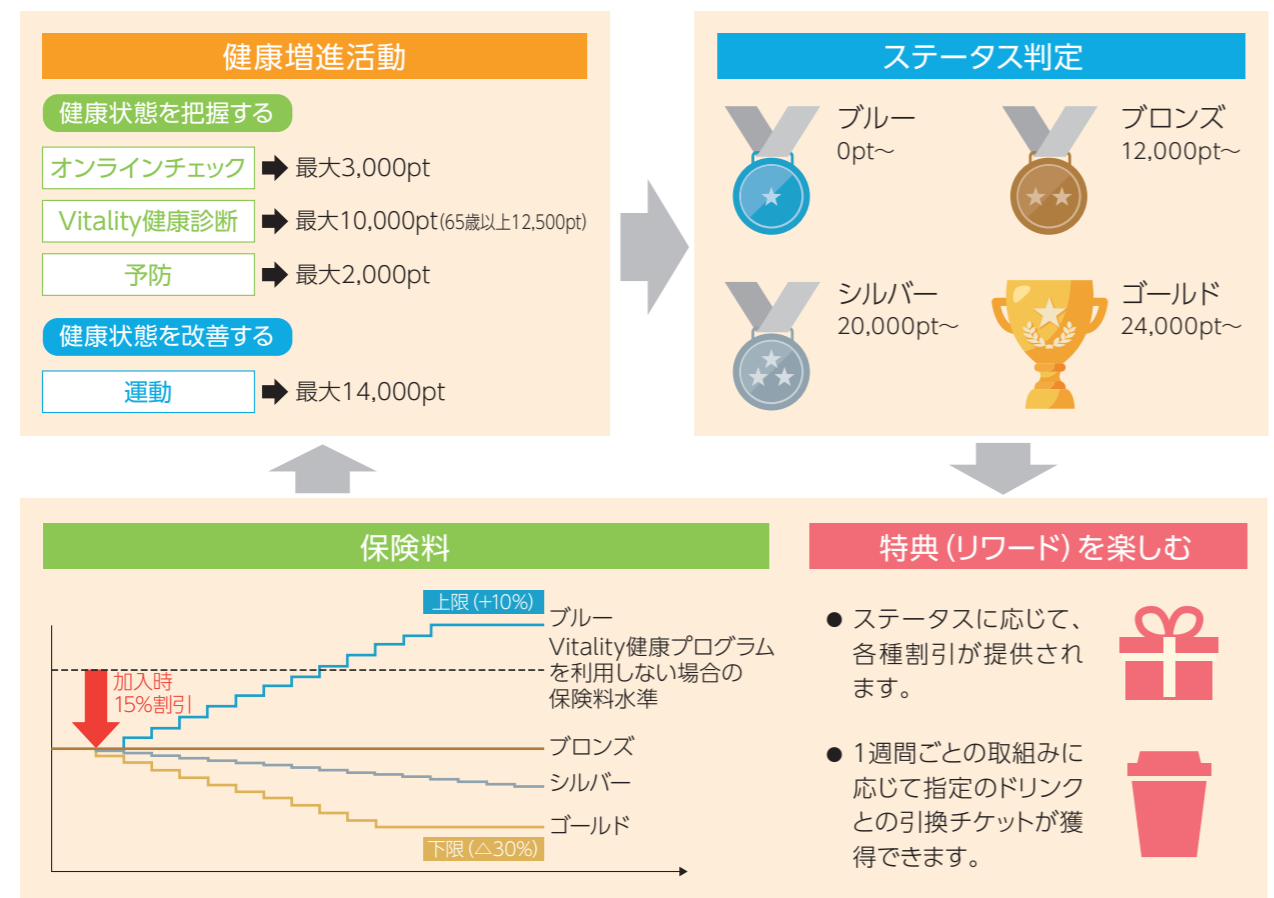 健康増進活動
健康状態を把握する
オンラインチェック 最大3,000pt
Vitality健康診断 最大10,000pt(65歳以上12,500pt)
予防 最大2,000pt
健康状態を改善する
運動 最大14,000pt
ステータス判定
ブルー
0pt～
ブロンズ
12,000pt～
シルバー
20,000pt～
ゴールド
24,000pt～
保険料
上限(+10%)
ブルー
Vitality健康プログラム
を利用しない場合の
保険料水準
加入時
15%割引
ブロンズ
シルバー
ゴールド
下限(△30%)
特典(リワード)を楽しむ
● ステータスに応じて、
各種割引が提供され
ます。
● 1週間ごとの取組みに
応じて指定のドリンク
との引換チケットが獲
得できます。